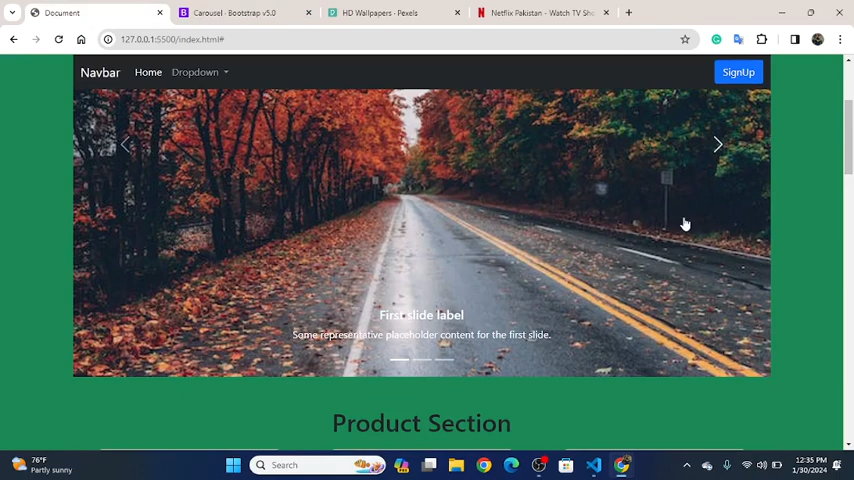 Document
Carousel · Bootstrap v5.0
HD Wallpapers - Pexels
Netflix Pakistan - Watch TV Sho
127.0.0.1:5500/index.html#
Navbar
Home
Dropdown
SignUp
First slide label
Some representative placeholder content for the first slide.
Product Section
76°F
Partly sunny
Search
12:35 PM
1/30/2024